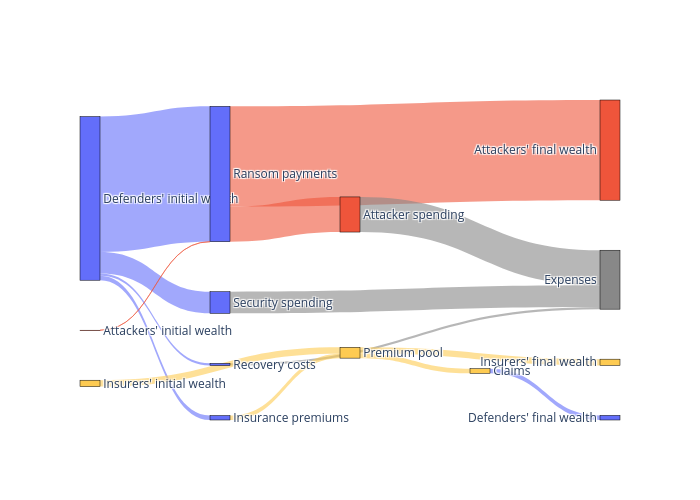 Attackers' final wealth
Ransom payments
Defenders' initial wealth
Attacker spending
Expenses
Security spending
Attackers' initial wealth
Premium pool
Insurers' final wealth
Recovery costs
Claims
Insurers' initial wealth
Insurance premiums
Defenders' final wealth